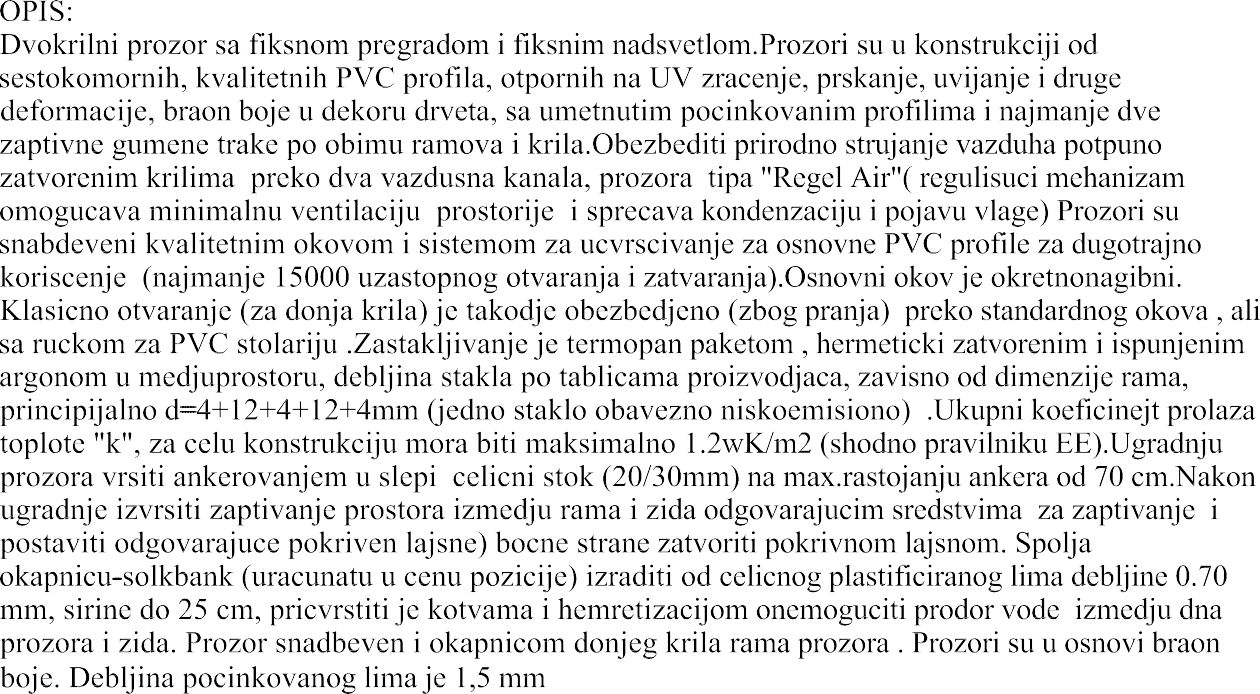 OPIS:
Dvokrilni prozor sa fiksnom pregradom i fiksnim nadsvetlom.Prozori su u konstrukciji od
sestokomornih, kvalitetnih PVC profila, otpornih na UV zracenje, prskanje, uvijanje i druge
deformacije, braon boje u dekoru drveta, sa umetnutim pocinkovanim profilima i najmanje dve
zaptivne gumene trake po obimu ramova i krila.Obezbediti prirodno strujanje vazduha potpuno
zatvorenim krilima  preko dva vazdusna kanala, prozora  tipa "Regel Air"( regulisuci mehanizam
omogucava minimalnu ventilaciju  prostorije  i sprecava kondenzaciju i pojavu vlage) Prozori su
snabdeveni kvalitetnim okovom i sistemom za ucvrscivanje za osnovne PVC profile za dugotrajno
koriscenje  (najmanje 15000 uzastopnog otvaranja i zatvaranja).Osnovni okov je okretnonagibni.
Klasicno otvaranje (za donja krila) je takodje obezbedjeno (zbog pranja)  preko standardnog okova , ali
sa ruckom za PVC stolariju .Zastakljivanje je termopan paketom , hermeticki zatvorenim i ispunjenim
argonom u medjuprostoru, debljina stakla po tablicama proizvodjaca, zavisno od dimenzije rama,
principijalno d=4+12+4+12+4mm (jedno staklo obavezno niskoemisiono)  .Ukupni koeficinejt prolaza
toplote "k", za celu konstrukciju mora biti maksimalno 1.2wK/m2 (shodno pravilniku EE).Ugradnju
prozora vrsiti ankerovanjem u slepi  celicni stok (20/30mm) na max.rastojanju ankera od 70 cm.Nakon
ugradnje izvrsiti zaptivanje prostora izmedju rama i zida odgovarajucim sredstvima  za zaptivanje  i
postaviti odgovarajuce pokriven lajsne) bocne strane zatvoriti pokrivnom lajsnom. Spolja
okapnicu-solkbank (uracunatu u cenu pozicije) izraditi od celicnog plastificiranog lima debljine 0.70
mm, sirine do 25 cm, pricvrstiti je kotvama i hemretizacijom onemoguciti prodor vode  izmedju dna
prozora i zida. Prozor snadbeven i okapnicom donjeg krila rama prozora . Prozori su u osnovi braon
boje. Debljina pocinkovanog lima je 1,5 mm